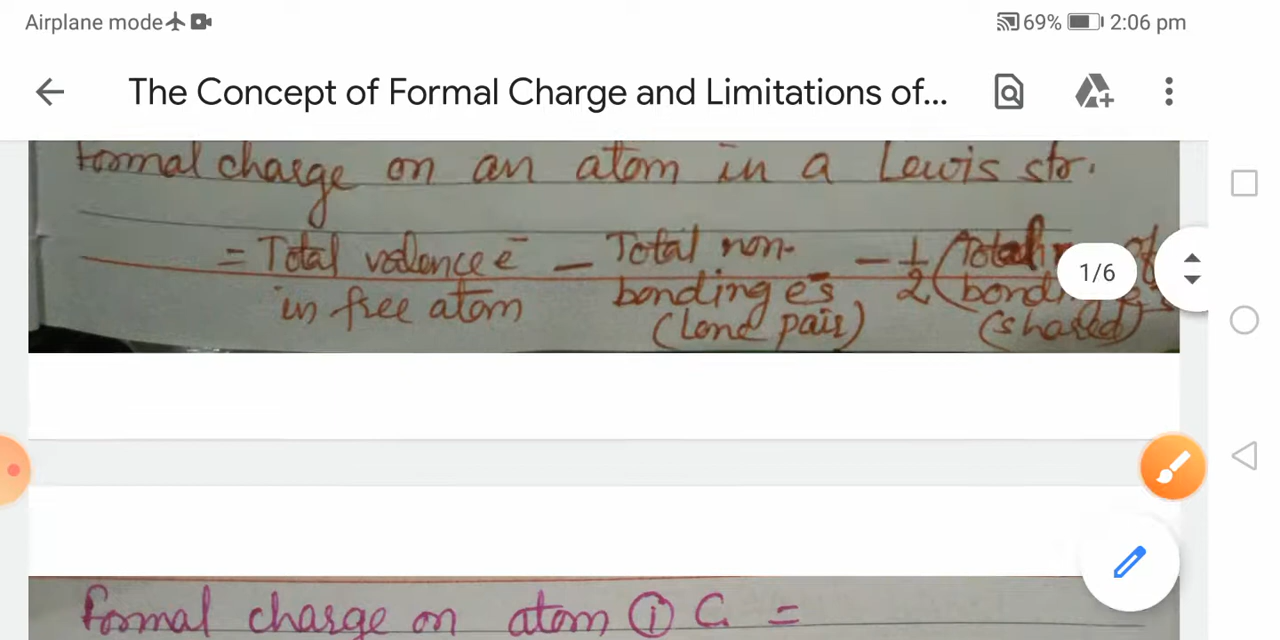 Airplane mode
69% 2:06 pm
The Concept of Formal Charge and Limitations of...
Formal charge on an atom in a Lewis str.
= Total valence e⁻ – Total non- – 1/2 (Total
in free atom bonding e⁻s
(lone pair) (shared)
1/6
Formal charge on atom ① C =